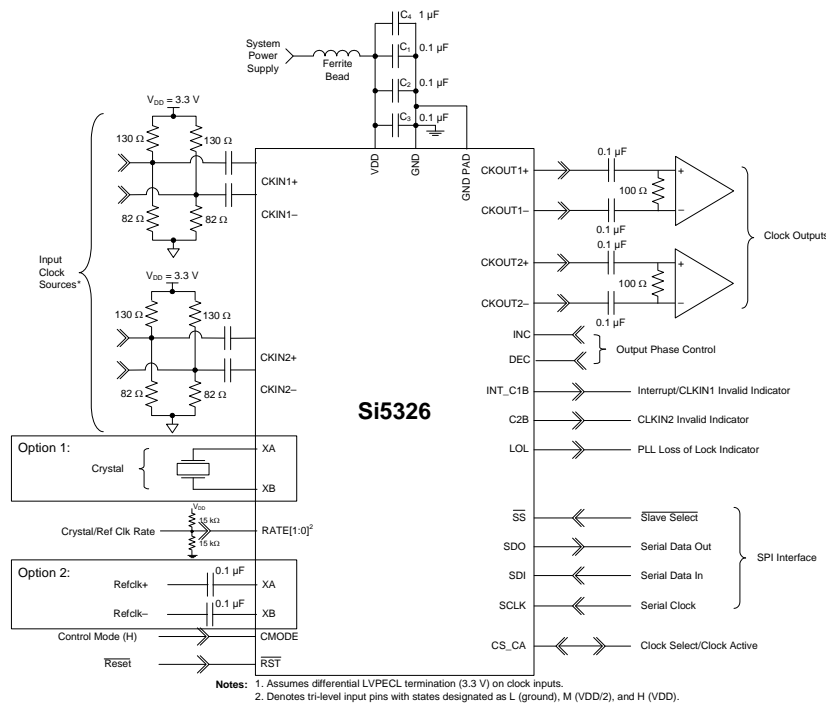 C4 1 µF
System
Power
Supply
Ferrite
Bead
C1 0.1 µF
C2 0.1 µF
C3 0.1 µF
VDD
GND
GND PAD
Input
Clock
Sources*
VDD = 3.3 V
130 Ω
130 Ω
82 Ω
82 Ω
CKIN1+
CKIN1–
VDD = 3.3 V
130 Ω
130 Ω
82 Ω
82 Ω
CKIN2+
CKIN2–
Option 1:
Crystal
XA
XB
VDD
15 kΩ
15 kΩ
Crystal/Ref Clk Rate
RATE[1:0]2
Option 2:
Refclk+
0.1 µF
XA
Refclk–
0.1 µF
XB
Control Mode (H)
CMODE
Reset
RST
Si5326
CKOUT1+
0.1 µF
100 Ω
+
–
CKOUT1–
0.1 µF
CKOUT2+
0.1 µF
100 Ω
+
–
CKOUT2–
0.1 µF
Clock Outputs
INC
DEC
Output Phase Control
INT_C1B
Interrupt/CLKIN1 Invalid Indicator
C2B
CLKIN2 Invalid Indicator
LOL
PLL Loss of Lock Indicator
SS
Slave Select
SDO
Serial Data Out
SDI
Serial Data In
SCLK
Serial Clock
SPI Interface
CS_CA
Clock Select/Clock Active
Notes: 1. Assumes differential LVPECL termination (3.3 V) on clock inputs.
2. Denotes tri-level input pins with states designated as L (ground), M (VDD/2), and H (VDD).